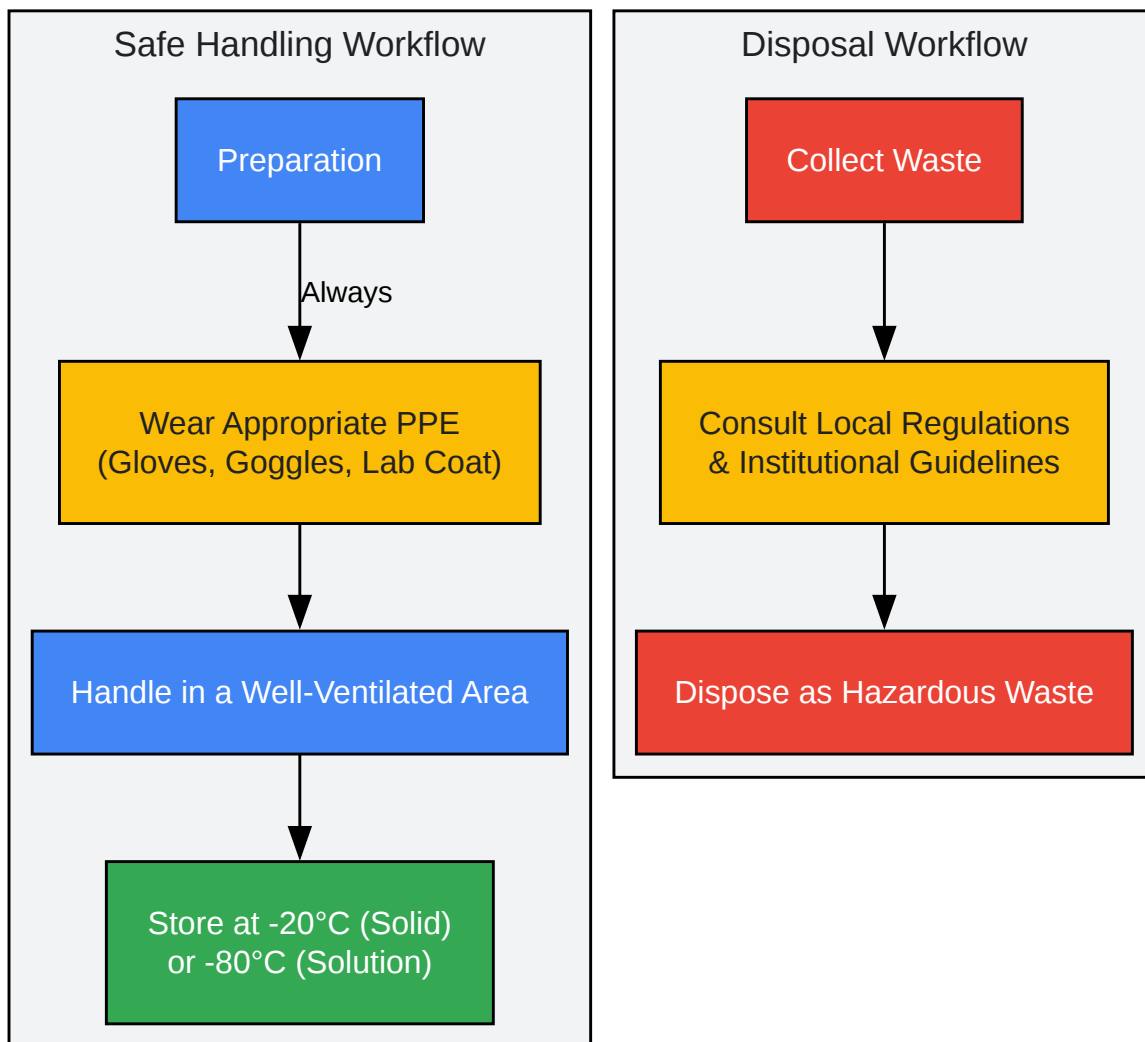 Safe Handling Workflow
Preparation
Always
Wear Appropriate PPE
(Gloves, Goggles, Lab Coat)
Handle in a Well-Ventilated Area
Store at -20°C (Solid)
or -80°C (Solution)
Disposal Workflow
Collect Waste
Consult Local Regulations
& Institutional Guidelines
Dispose as Hazardous Waste